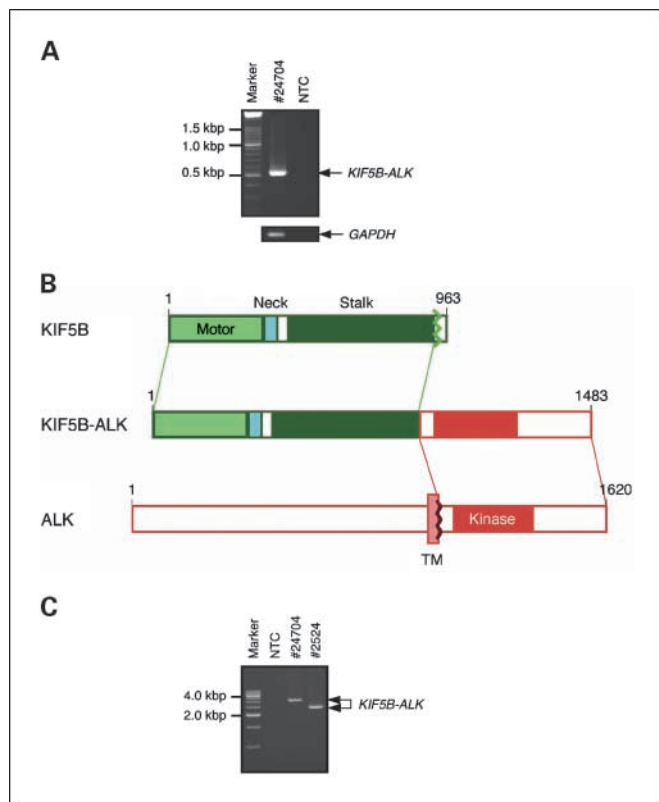 A
Marker
#24704
NTC
1.5 kbp
1.0 kbp
0.5 kbp
KIF5B-ALK
GAPDH
B
1
Neck
Stalk
963
KIF5B
Motor
1
1483
KIF5B-ALK
1
1620
ALK
Kinase
TM
C
Marker
NTC
#24704
#2524
4.0 kbp
2.0 kbp
KIF5B-ALK